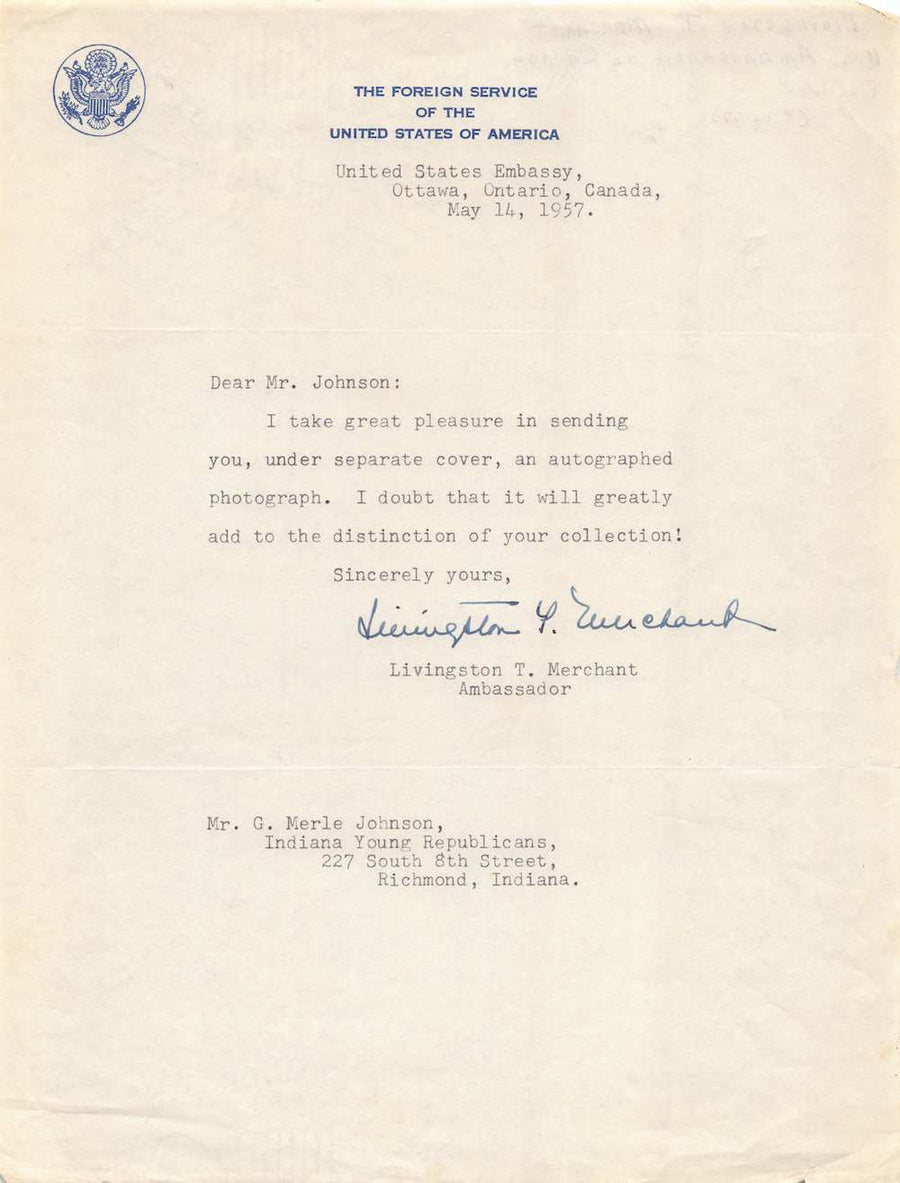 THE FOREIGN SERVICE
OF THE
UNITED STATES OF AMERICA
United States Embassy,
Ottawa, Ontario, Canada,
May 14, 1957.
Dear Mr. Johnson:
I take great pleasure in sending
you, under separate cover, an autographed
photograph. I doubt that it will greatly
add to the distinction of your collection!
Sincerely yours,
Livingston T. Merchant
Livingston T. Merchant
Ambassador
Mr. G. Merle Johnson,
Indiana Young Republicans,
227 South 8th Street,
Richmond, Indiana.